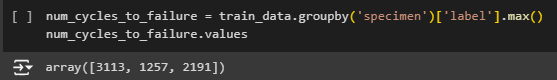 [ ] num_cycles_to_failure = train_data.groupby('specimen')['label'].max()
num_cycles_to_failure.values
array([3113, 1257, 2191])